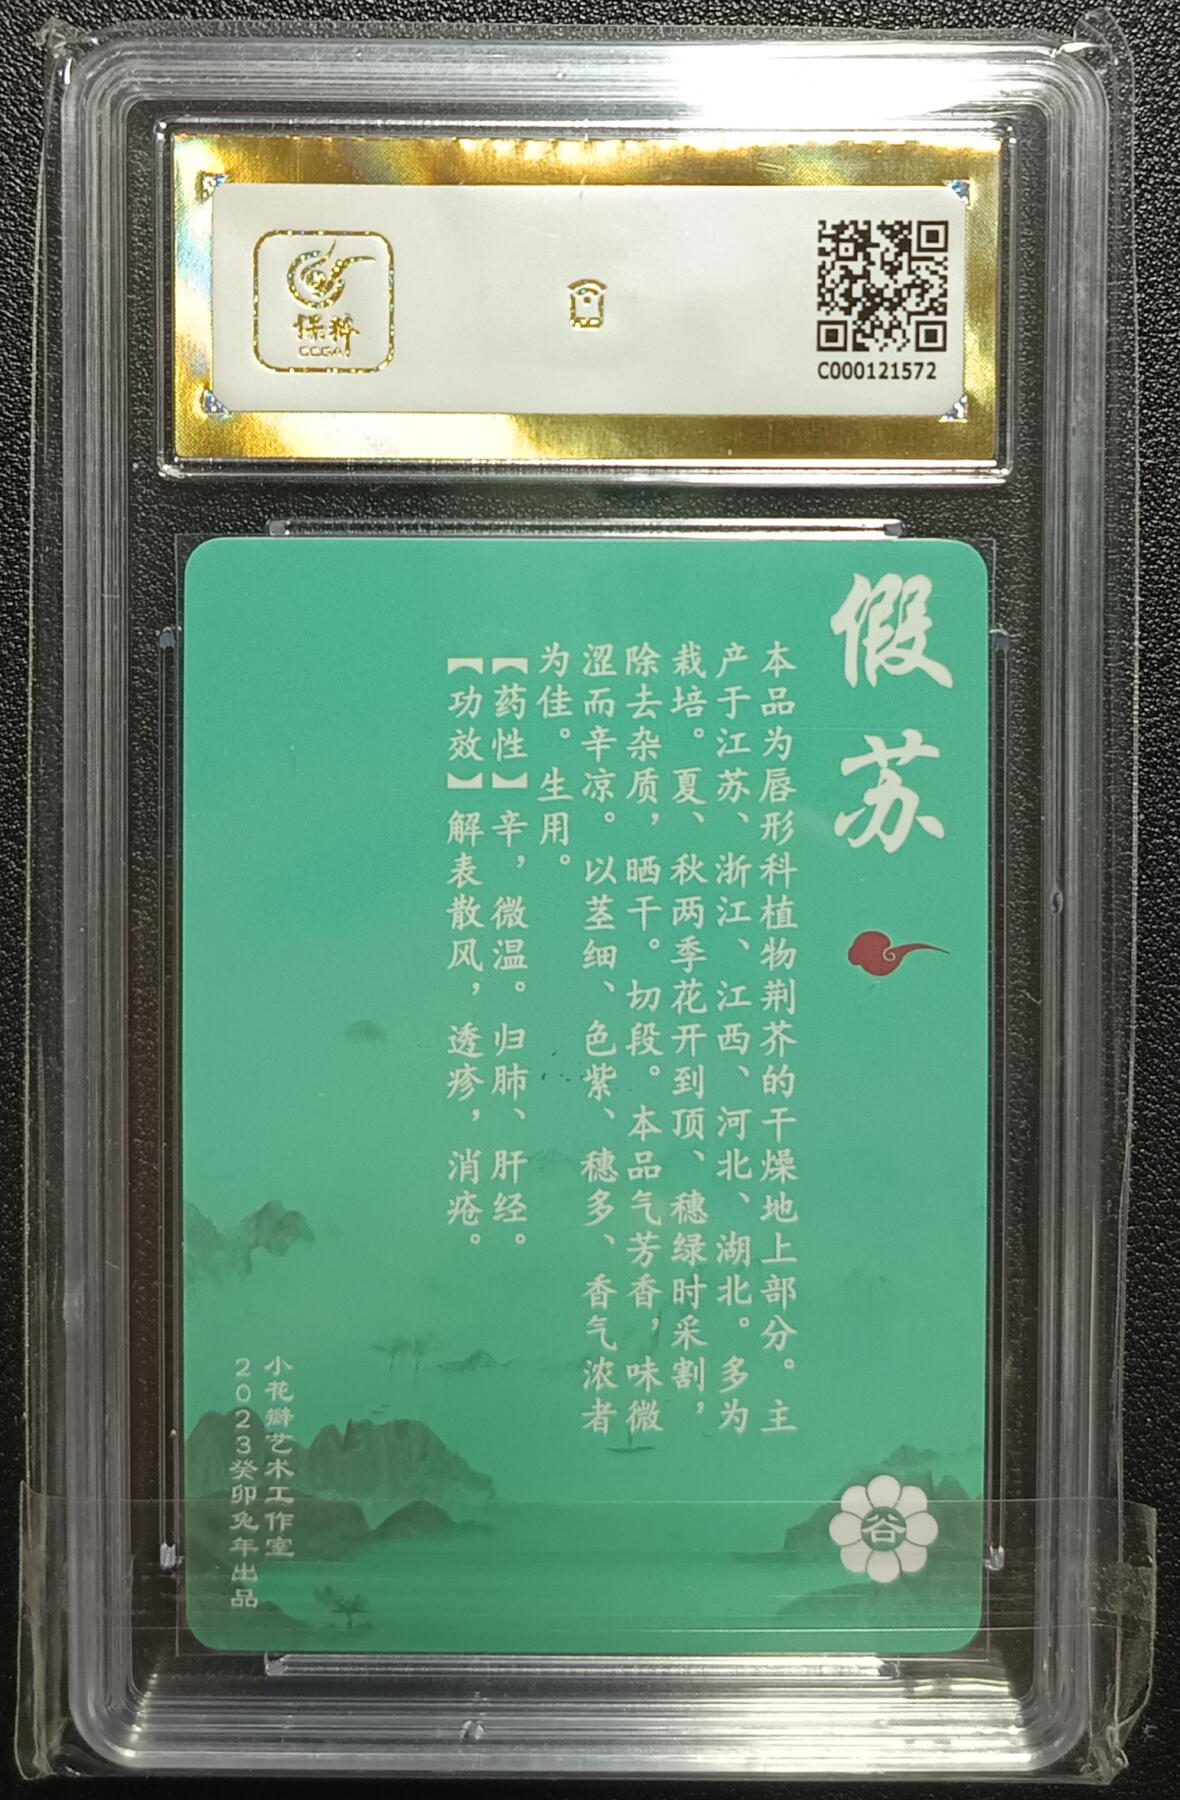 保粹
CCGA
C000121572
假苏
本品为唇形科植物荆芥的干燥地上部分。主
产于江苏、浙江、江西、河北、湖北。多为
栽培。夏、秋两季花开到顶、穗绿时采割，
除去杂质，晒干。切段。本品气芳香，味微
涩而辛凉。以茎细、色紫、穗多、香气浓者
为佳。生用。
【药性】辛，微温。归肺、肝经。
【功效】解表散风，透疹，消疮。
谷
小花瓣艺术工作室
2023癸卯兔年出品